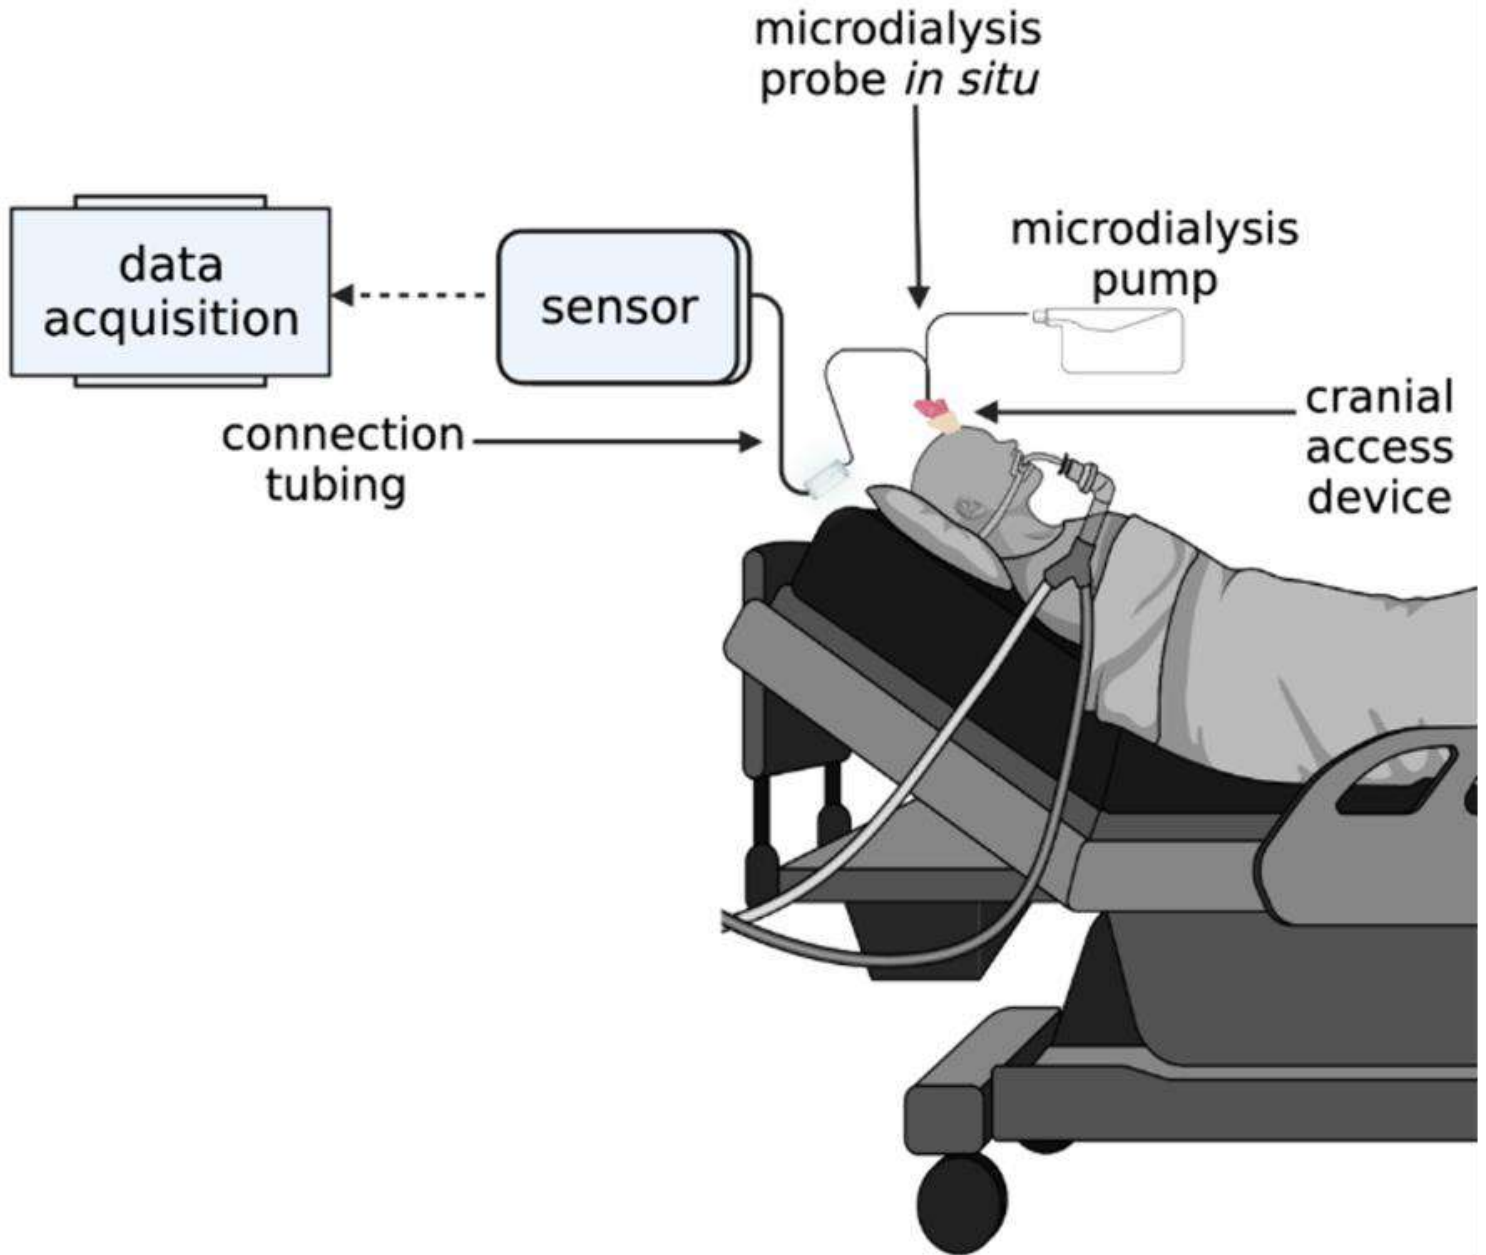 microdialysis
probe in situ
microdialysis
pump
data
acquisition
sensor
cranial
access
device
connection
tubing